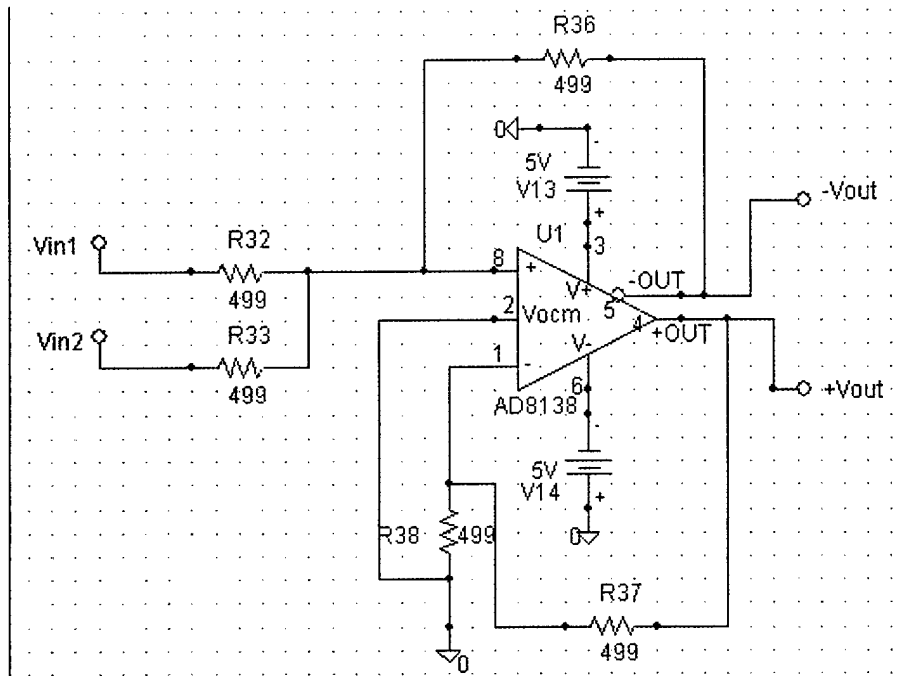 R36
499
0
-
5V
V13
+
-Vout
Vin1
R32
499
U1
3
8
+
V+
-OUT
5
2
Vocm
4
+OUT
Vin2
R33
499
1
-
V-
6
AD8138
+Vout
-
5V
V14
+
0
R38
499
R37
499
0